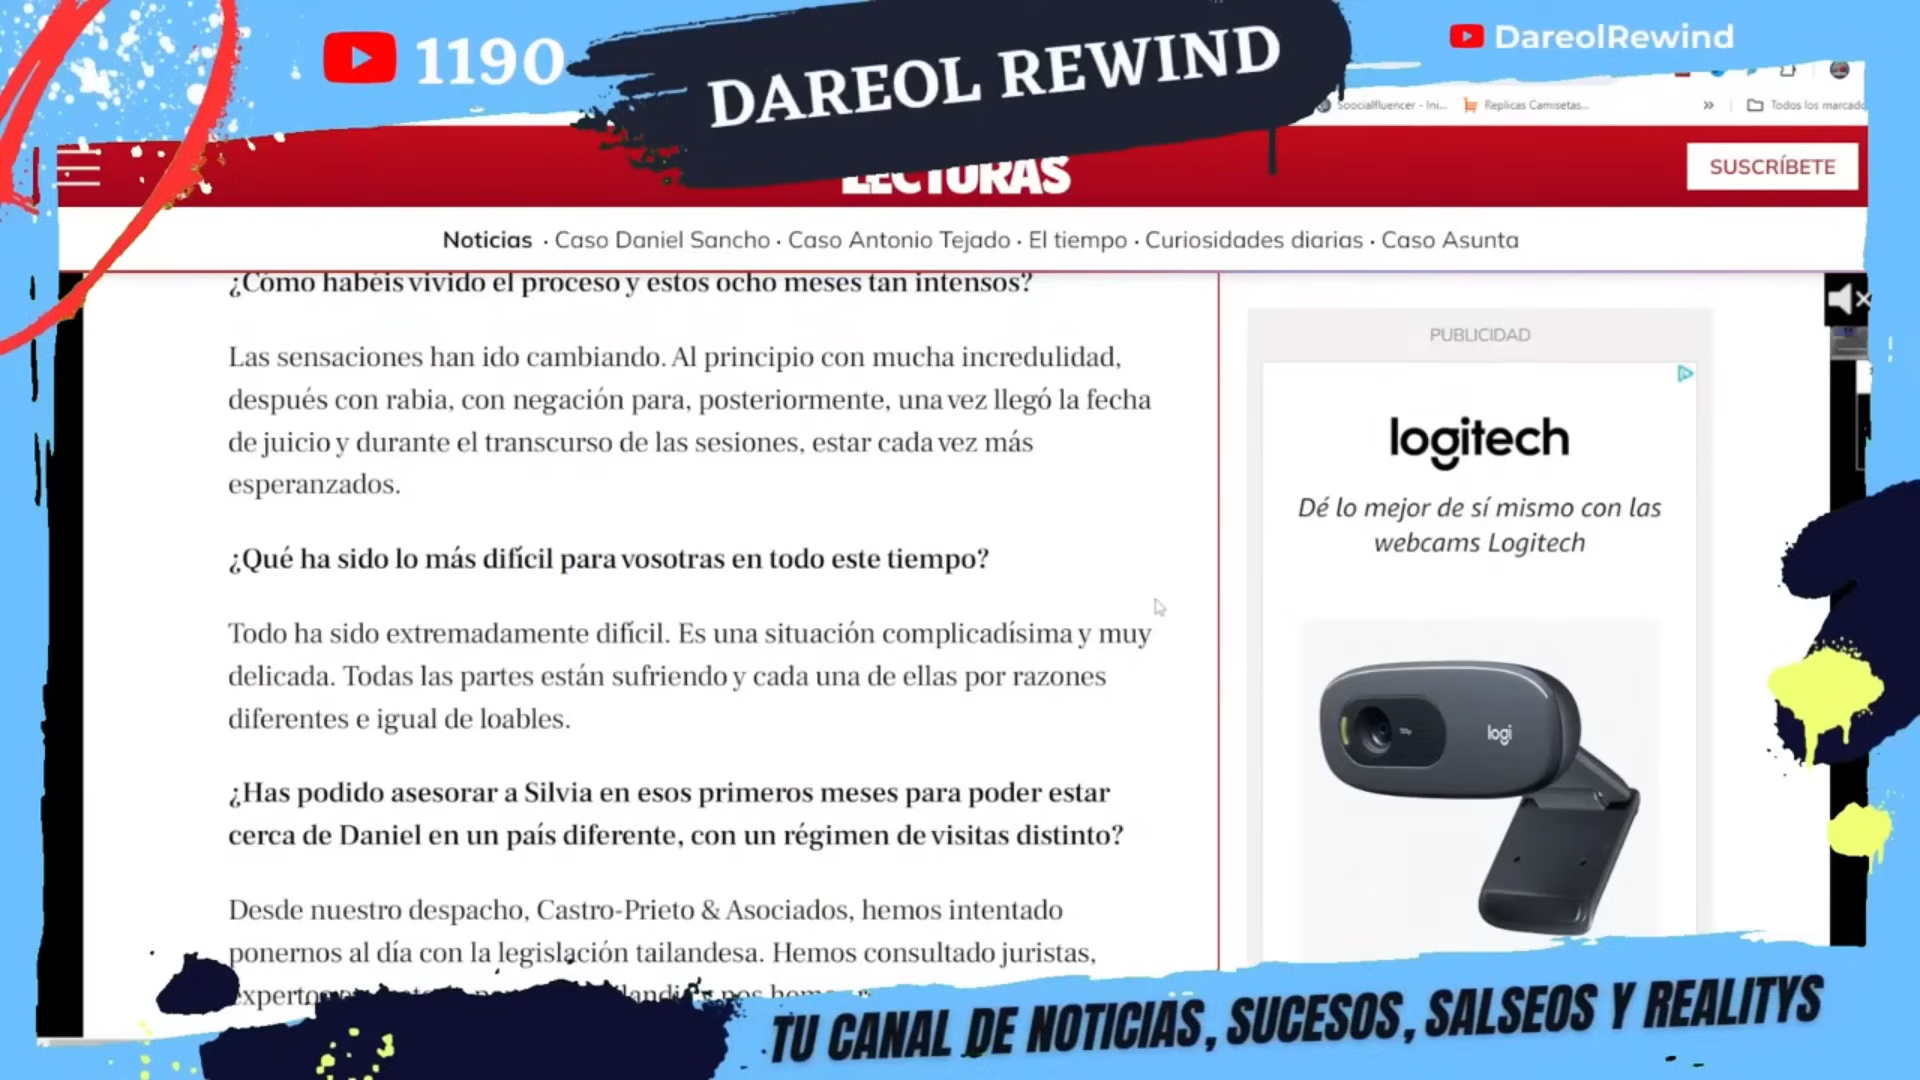 1190
DAREOL REWIND
DareolRewind
Soocialfluencer - Ini...
Replicas Camisetas...
»
Todos los marcado
LECTURAS
SUSCRÍBETE
Noticias · Caso Daniel Sancho · Caso Antonio Tejado · El tiempo · Curiosidades diarias · Caso Asunta
¿Cómo habéis vivido el proceso y estos ocho meses tan intensos?
Las sensaciones han ido cambiando. Al principio con mucha incredulidad,
después con rabia, con negación para, posteriormente, una vez llegó la fecha
de juicio y durante el transcurso de las sesiones, estar cada vez más
esperanzados.
¿Qué ha sido lo más difícil para vosotras en todo este tiempo?
Todo ha sido extremadamente difícil. Es una situación complicadísima y muy
delicada. Todas las partes están sufriendo y cada una de ellas por razones
diferentes e igual de loables.
¿Has podido asesorar a Silvia en esos primeros meses para poder estar
cerca de Daniel en un país diferente, con un régimen de visitas distinto?
Desde nuestro despacho, Castro-Prieto & Asociados, hemos intentado
ponernos al día con la legislación tailandesa. Hemos consultado juristas,
PUBLICIDAD
logitech
Dé lo mejor de sí mismo con las
webcams Logitech
logi
TU CANAL DE NOTICIAS, SUCESOS, SALSEOS Y REALITYS